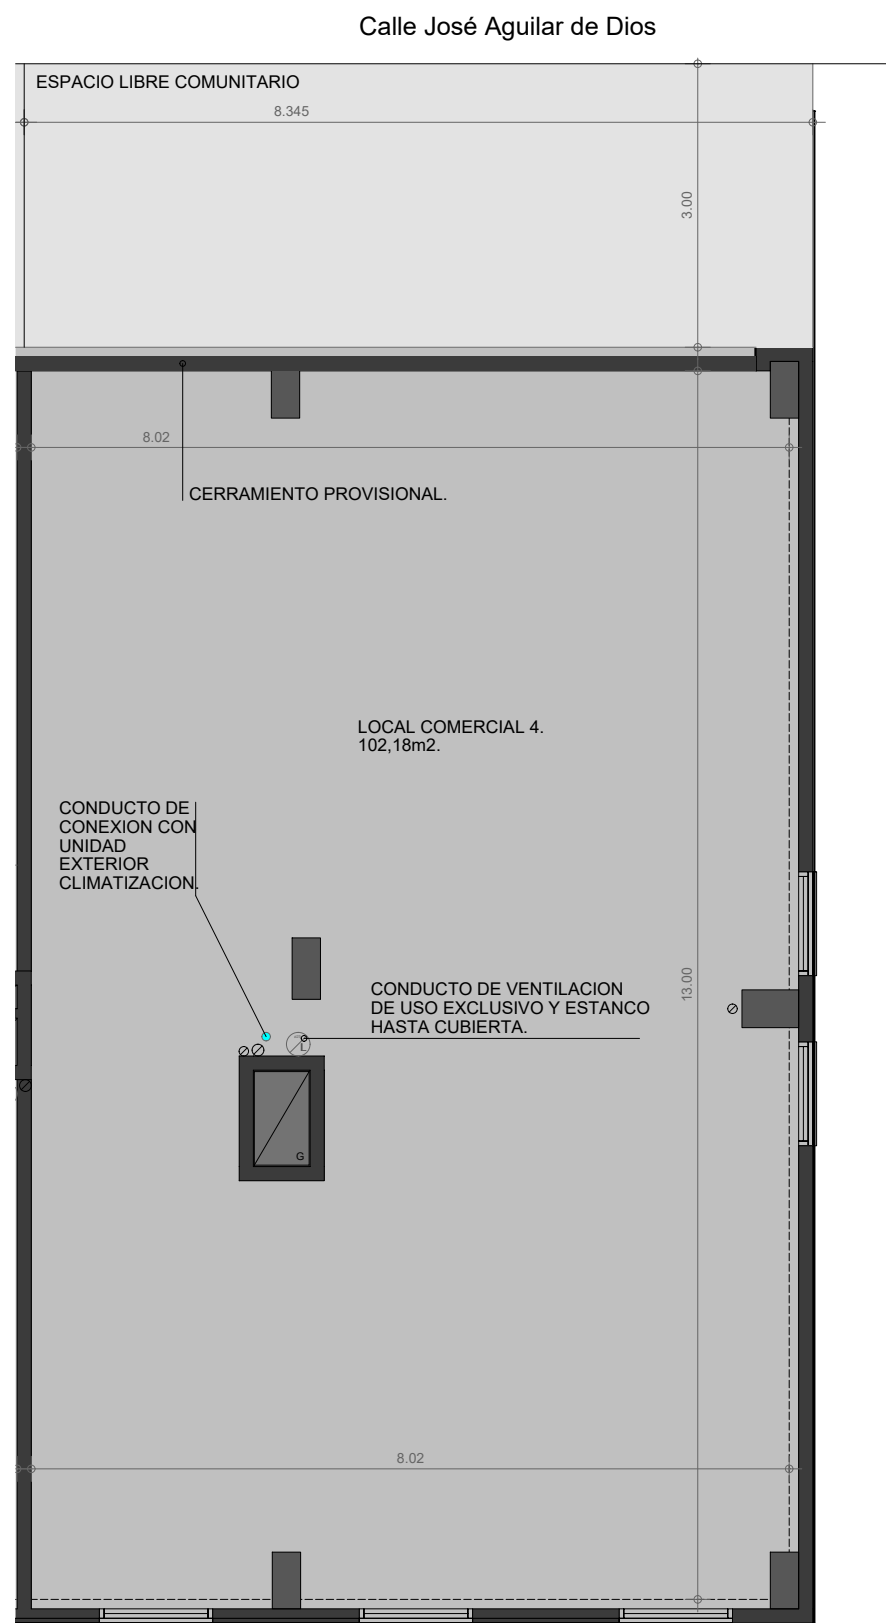 Calle José Aguilar de Dios
ESPACIO LIBRE COMUNITARIO
8.345
3.00
8.02
CERRAMIENTO PROVISIONAL.
LOCAL COMERCIAL 4.
102,18m2.
CONDUCTO DE
CONEXION CON
UNIDAD
EXTERIOR
CLIMATIZACION.
CONDUCTO DE VENTILACION
DE USO EXCLUSIVO Y ESTANCO
HASTA CUBIERTA.
13.00
L
G
8.02